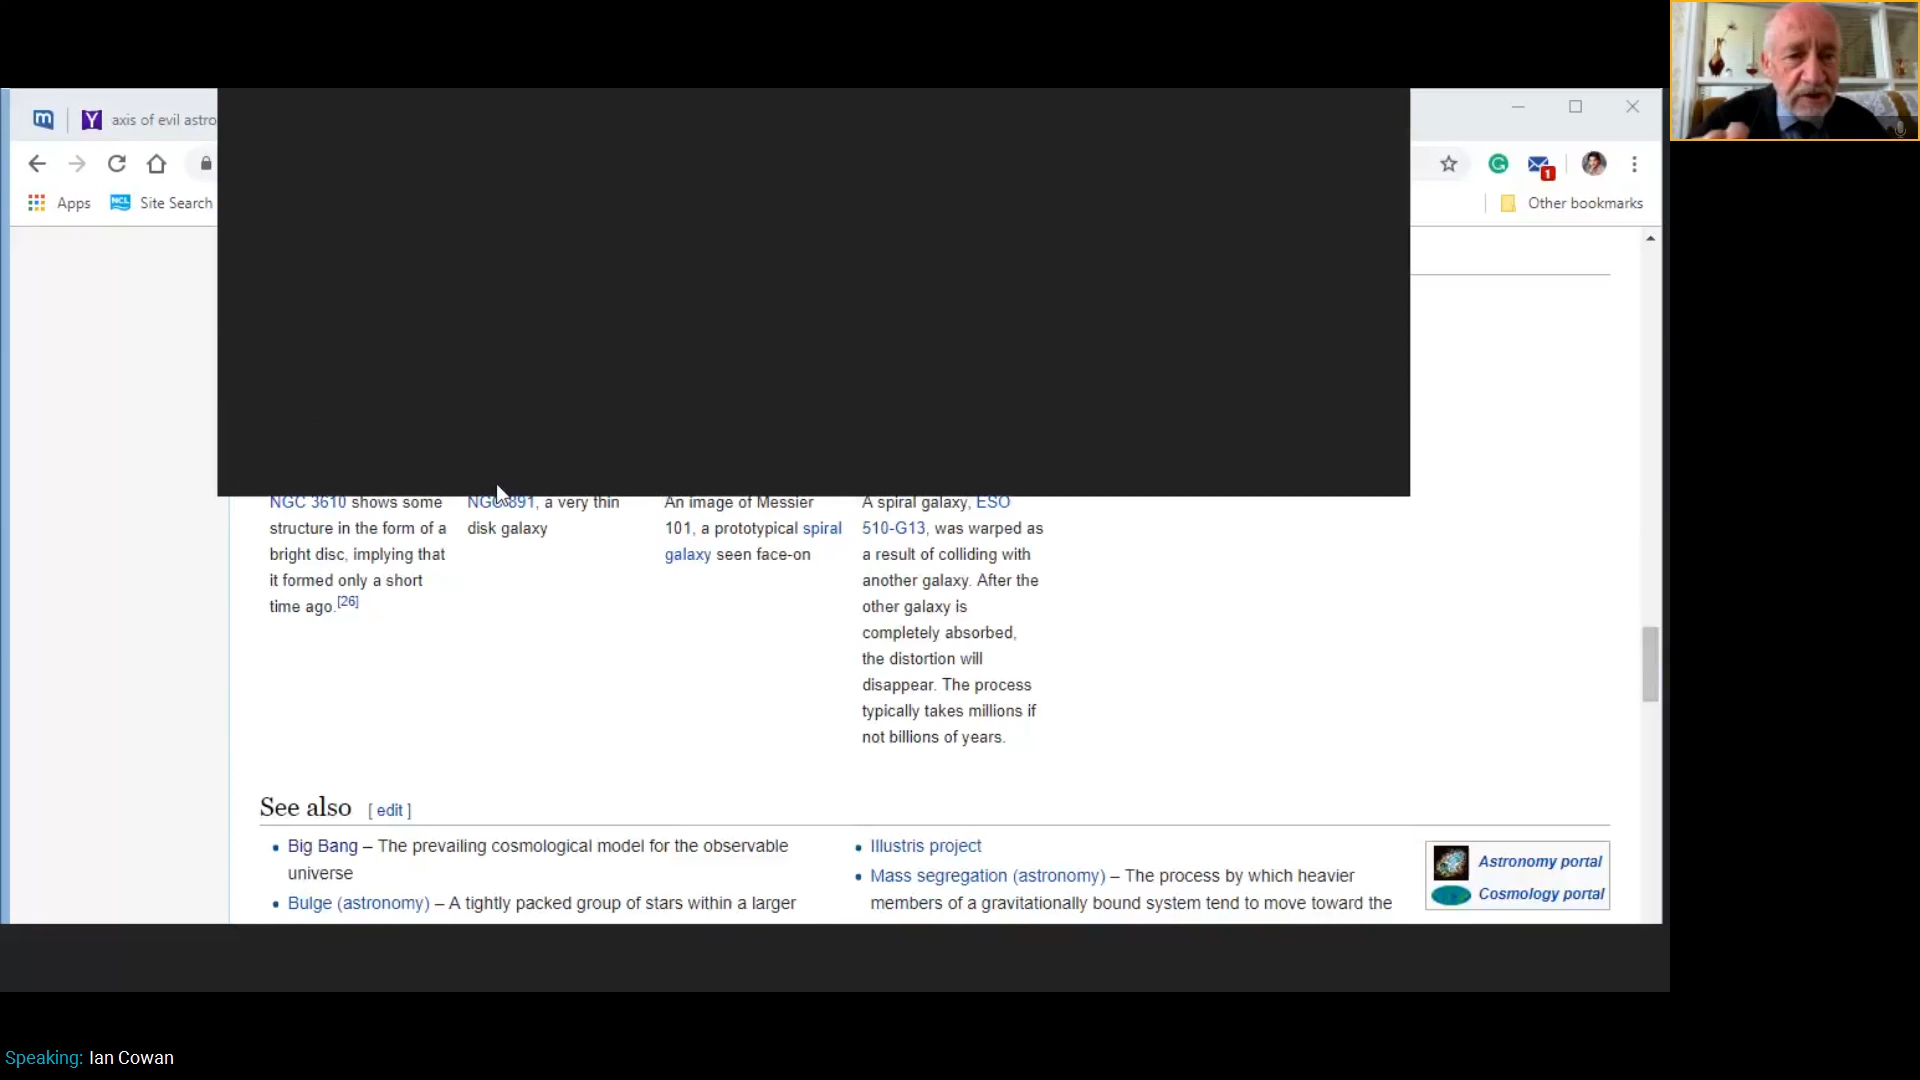 axis of evil astro
Apps
NCL
Site Search
1
Other bookmarks
NGC 3610 shows some
structure in the form of a
bright disc, implying that
it formed only a short
time ago.[26]
NGC 891, a very thin
disk galaxy
An image of Messier
101, a prototypical spiral
galaxy seen face-on
A spiral galaxy, ESO
510-G13, was warped as
a result of colliding with
another galaxy. After the
other galaxy is
completely absorbed,
the distortion will
disappear. The process
typically takes millions if
not billions of years.
See also [ edit ]
Big Bang – The prevailing cosmological model for the observable
universe
Bulge (astronomy) – A tightly packed group of stars within a larger
Illustris project
Mass segregation (astronomy) – The process by which heavier
members of a gravitationally bound system tend to move toward the
Astronomy portal
Cosmology portal
Speaking: Ian Cowan